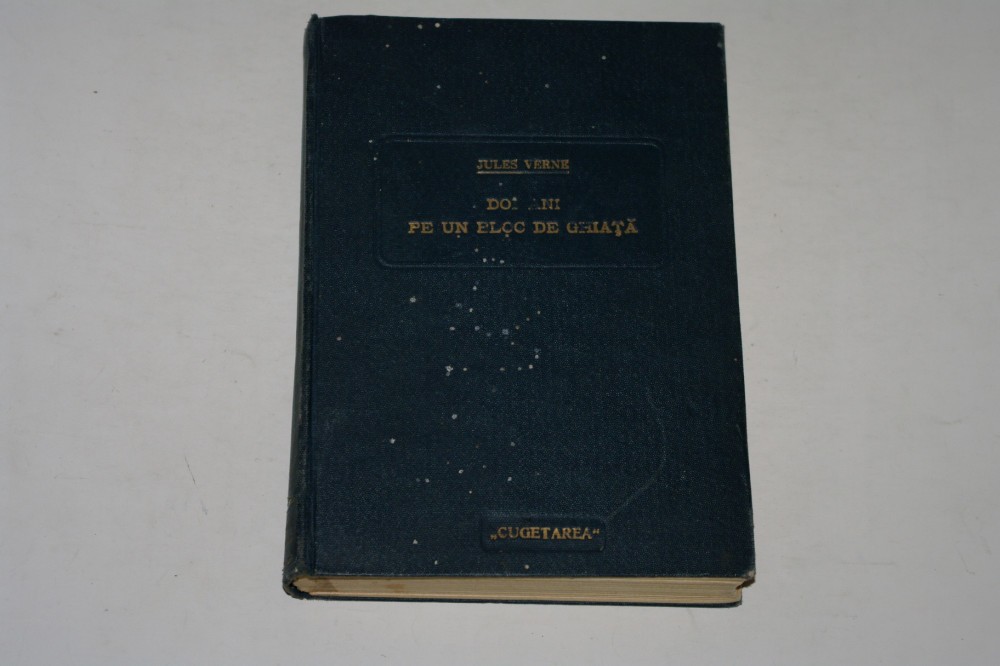 JULES VERNE
DOI ANI
PE UN BLOC DE GHIAŢĂ
„CUGETAREA“